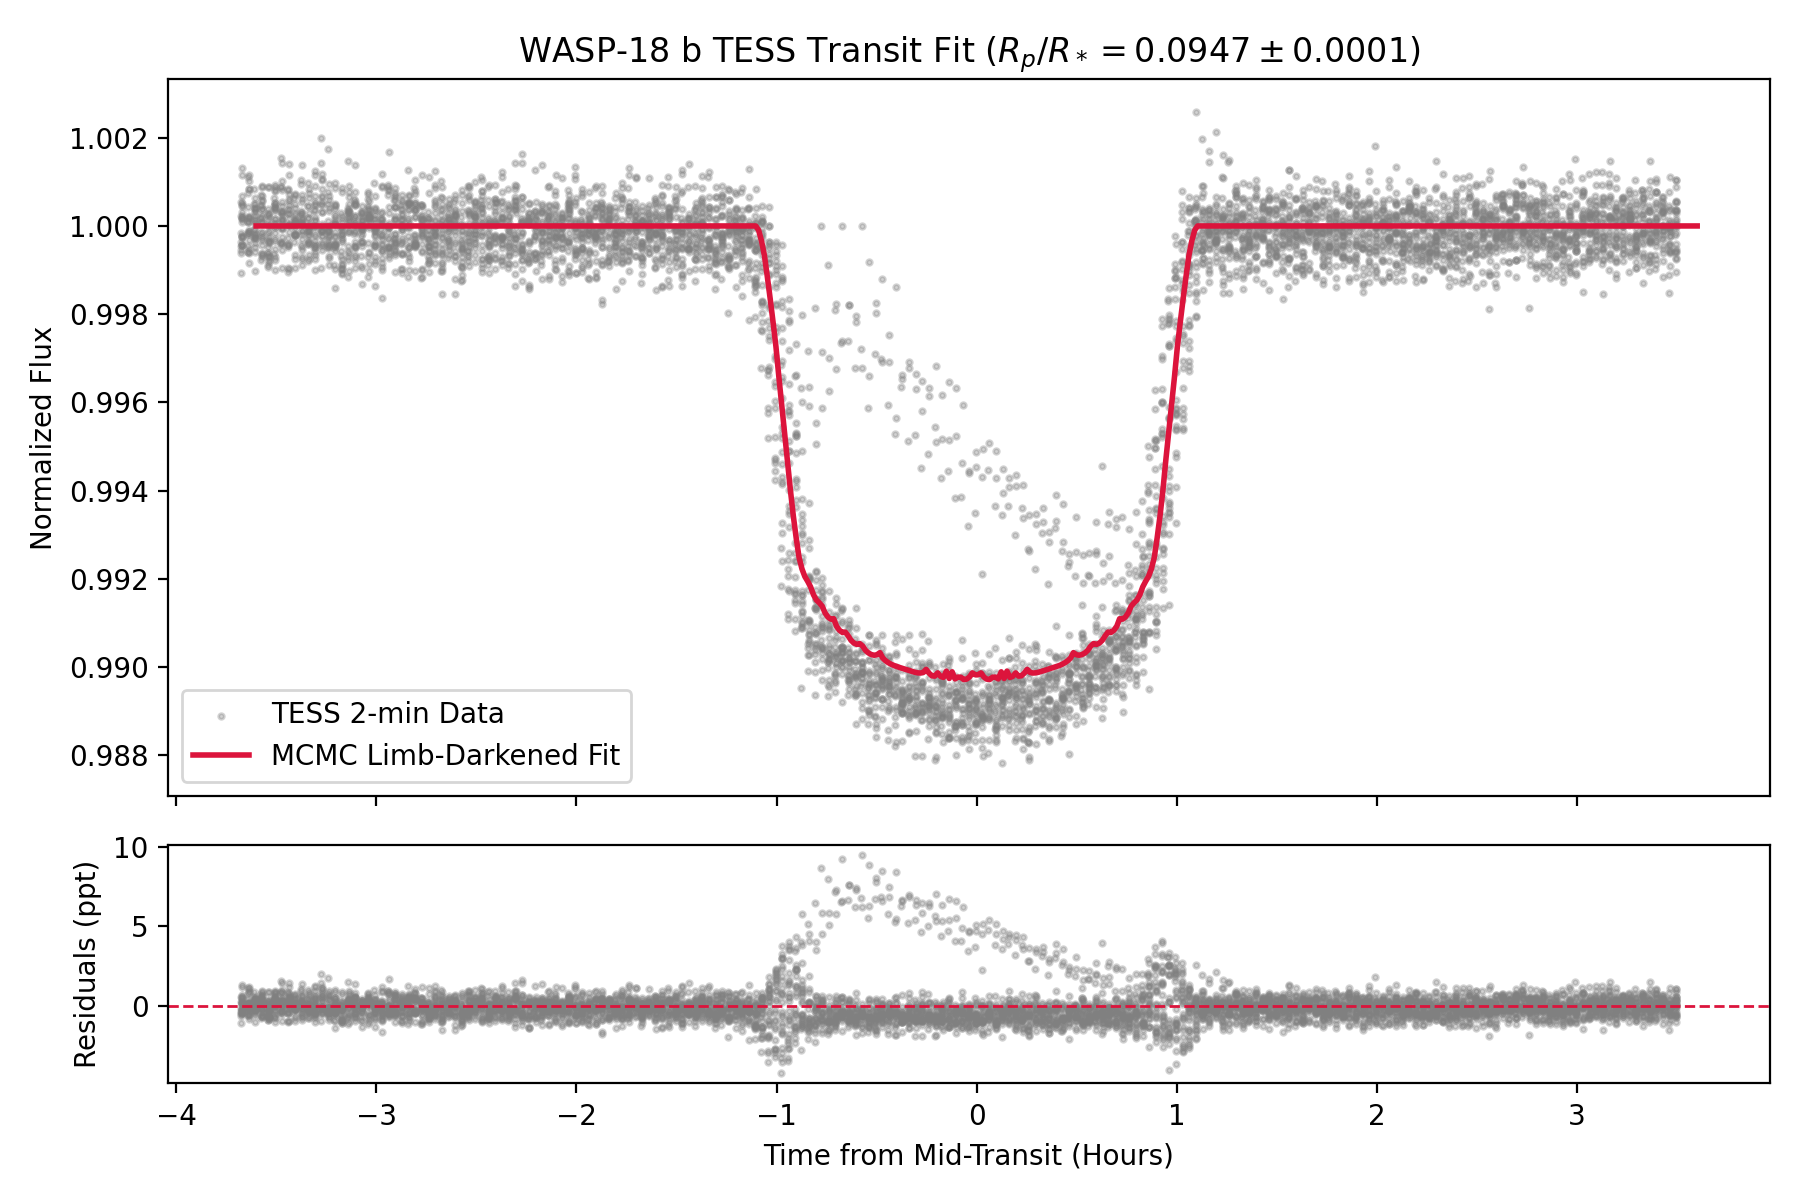 WASP-18 b TESS Transit Fit (R_p/R_* = 0.0947 ± 0.0001)
1.002
1.000
0.998
0.996
0.994
0.992
0.990
0.988
Normalized Flux
TESS 2-min Data
MCMC Limb-Darkened Fit
10
5
0
Residuals (ppt)
−4 −3 −2 −1 0 1 2 3
Time from Mid-Transit (Hours)